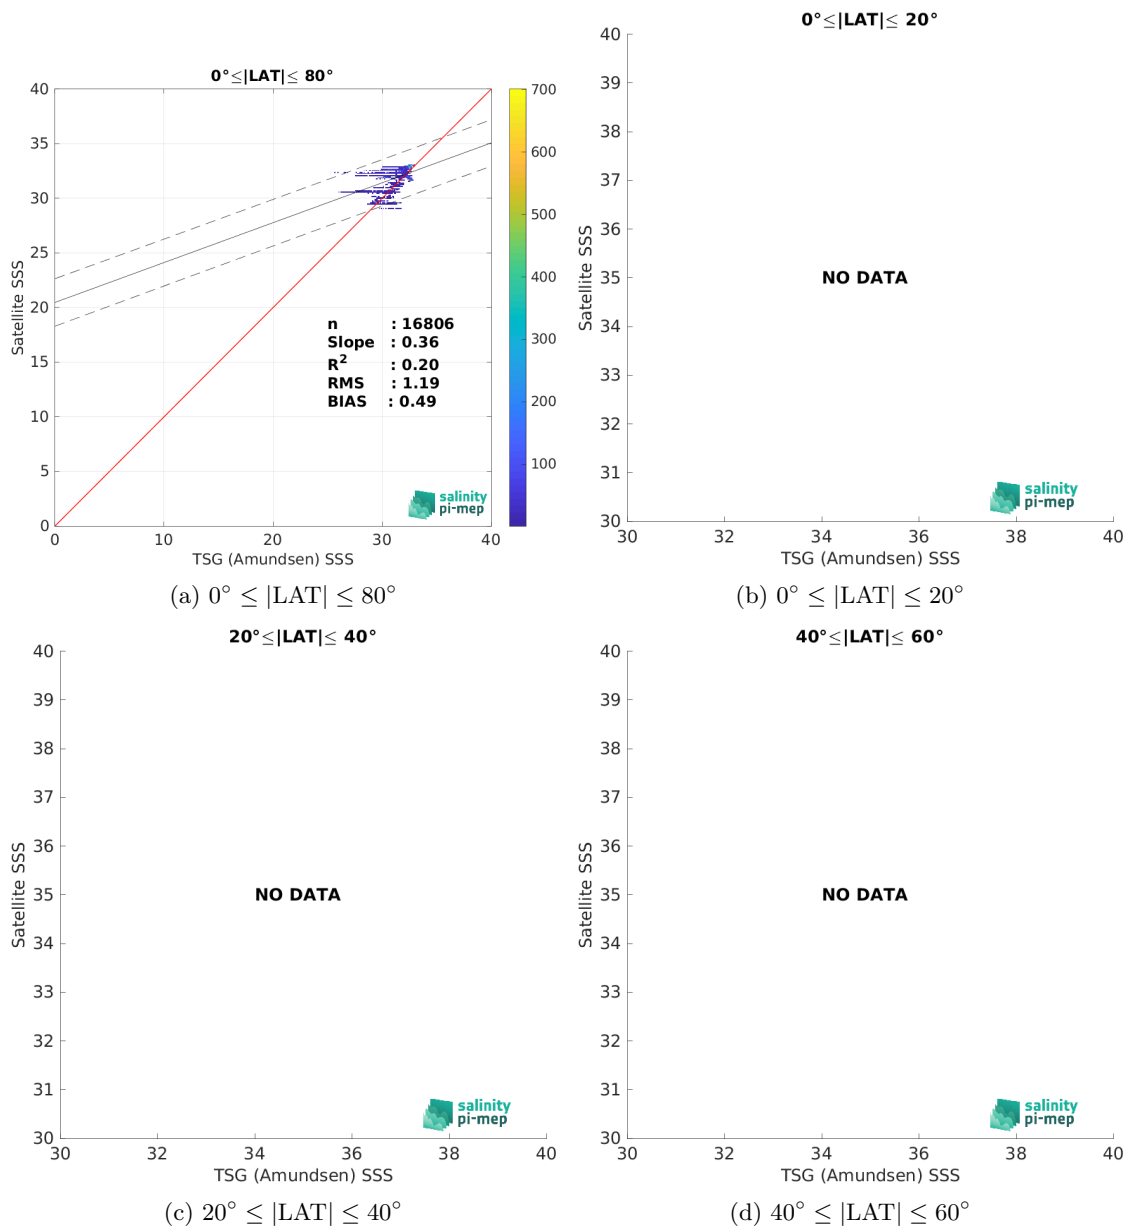 0°≤|LAT|≤ 80°
40
35
30
25
20
15
10
5
0
0
10
20
30
40
Satellite SSS
TSG (Amundsen) SSS
n : 16806
Slope : 0.36
R² : 0.20
RMS : 1.19
BIAS : 0.49
700
600
500
400
300
200
100
salinity
pi-mep
(a) 0° ≤ |LAT| ≤ 80°
0°≤|LAT|≤ 20°
40
39
38
37
36
35
34
33
32
31
30
30
32
34
36
38
40
Satellite SSS
NO DATA
TSG (Amundsen) SSS
salinity
pi-mep
(b) 0° ≤ |LAT| ≤ 20°
20°≤|LAT|≤ 40°
40
39
38
37
36
35
34
33
32
31
30
30
32
34
36
38
40
Satellite SSS
NO DATA
TSG (Amundsen) SSS
salinity
pi-mep
(c) 20° ≤ |LAT| ≤ 40°
40°≤|LAT|≤ 60°
40
39
38
37
36
35
34
33
32
31
30
30
32
34
36
38
40
Satellite SSS
NO DATA
TSG (Amundsen) SSS
salinity
pi-mep
(d) 40° ≤ |LAT| ≤ 60°